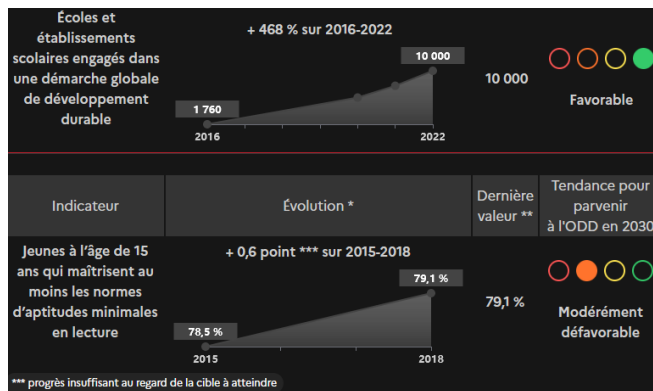 Écoles et
établissements
scolaires engagés dans
une démarche globale
de développement
durable
+ 468 % sur 2016-2022
10 000
1 760
2016
2022
10 000
Favorable
Indicateur
Évolution *
Dernière
valeur **
Tendance pour
parvenir
à l'ODD en 2030
Jeunes à l'âge de 15
ans qui maîtrisent au
moins les normes
d'aptitudes minimales
en lecture
+ 0,6 point *** sur 2015-2018
79,1 %
78,5 %
2015
2018
79,1 %
Modérément
défavorable
*** progrès insuffisant au regard de la cible à atteindre